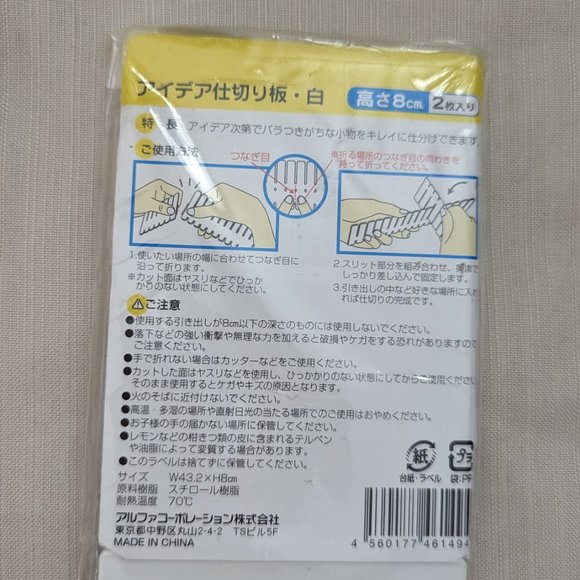 アイデア仕切り板・白 高さ8cm 2枚入り
特長 アイデア次第でバラつきがちな小物をキレイに仕分けできます
ご使用方法
つなぎ目
※折る場所のつなぎ目の両わきを
持って折ってください。
1.使いたい場所の幅に合わせてつなぎ目に
沿って折ります。
※カット面はヤスリなどでひっか
かりのない状態にしてください。
2.スリット部分を組み合わせ、奥まで
しっかり差し込んで固定します。
3.引き出しの中など好きな場所に入れ
れば仕切りの完成です。
ご注意
●使用する引き出しが8cm以下の深さのものには使用しないでください。
●落下などの強い衝撃や無理な力を加えると破損やケガをする恐れがありますので
ご注意ください。
●手で折れない場合はカッターなどをご使用ください。
●カットした面はヤスリなどを使用し、ひっかかりのない状態にしてからご使用ください
そのまま使用するとケガやキズの原因となります。
●火のそばに近付けないでください。
●高温・多湿の場所や直射日光の当たる場所でのご使用はおやめください。
●お子様の手の届かない場所に保管してください。
●レモンなどの柑きつ類の皮に含まれるテルペン
や油脂によって変質する場合があります。
●このラベルは捨てずに保管してください。
サイズ W43.2×H8cm
原料樹脂 スチロール樹脂
耐熱温度 70℃
紙
台紙・ラベル
プラ
袋:PP
アルファコーポレーション株式会社
東京都中野区丸山2-4-2 TSビル5F
MADE IN CHINA
4 560177 461494